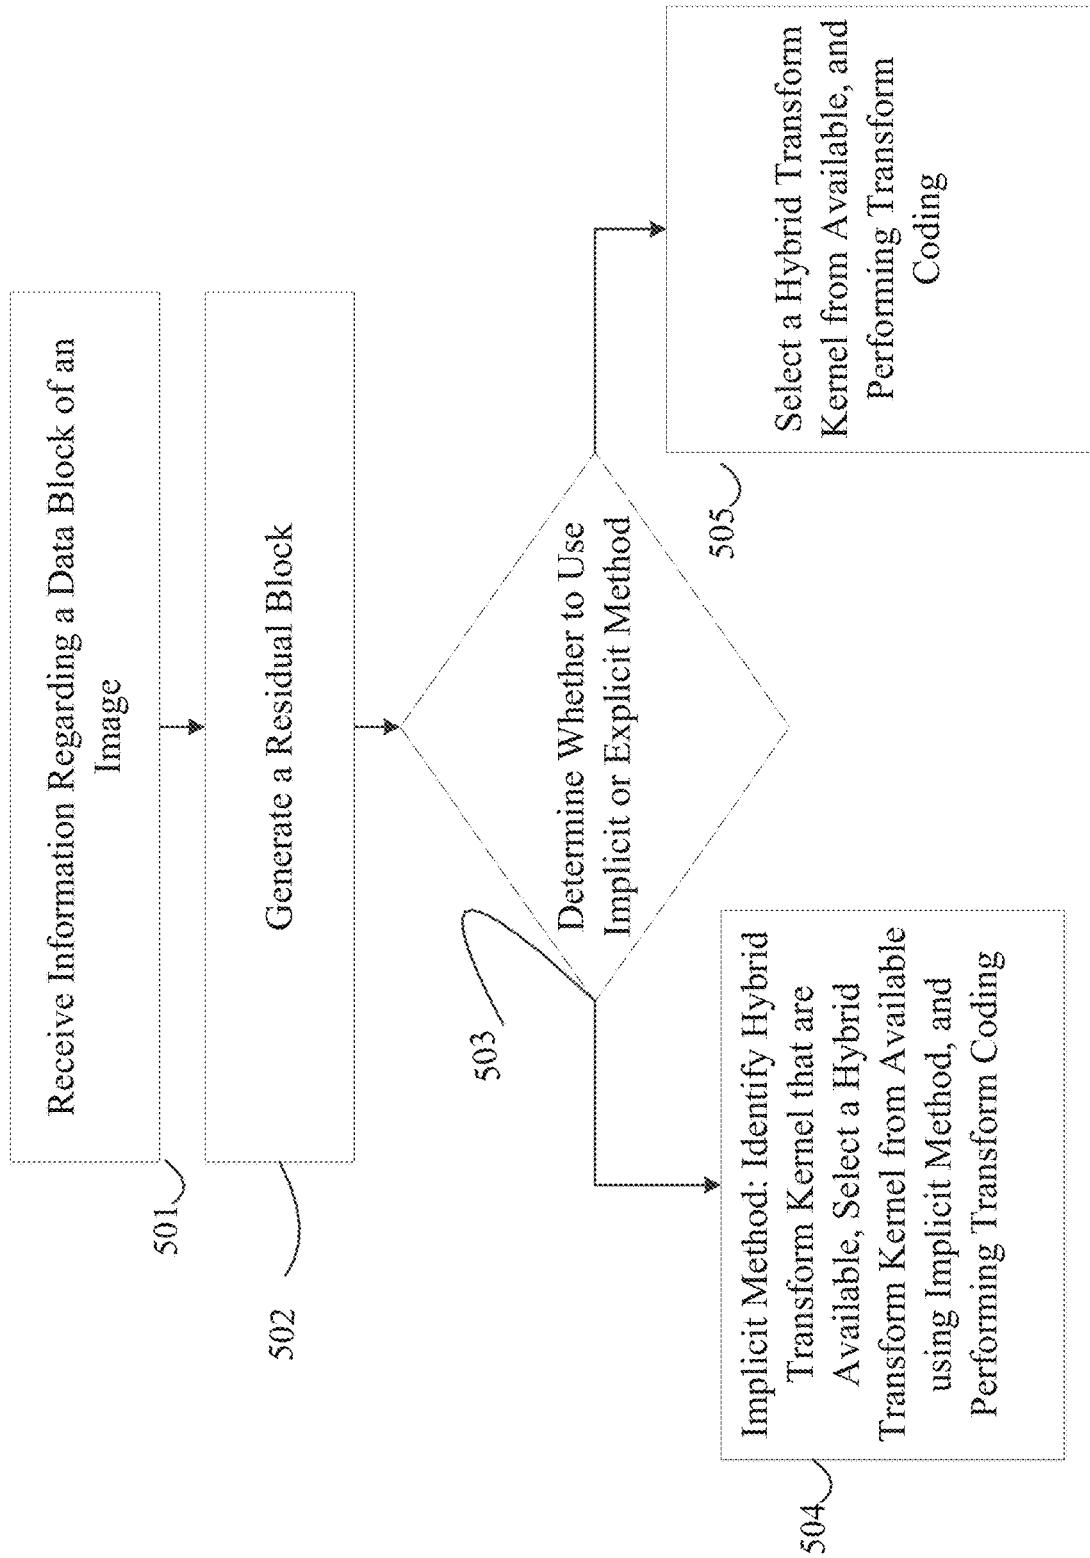 Receive Information Regarding a Data Block of an
Image
501
Generate a Residual Block
502
Determine Whether to Use
Implicit or Explicit Method
503
Implicit Method: Identify Hybrid
Transform Kernel that are
Available, Select a Hybrid
Transform Kernel from Available
using Implicit Method, and
Performing Transform Coding
504
Select a Hybrid Transform
Kernel from Available, and
Performing Transform
Coding
505